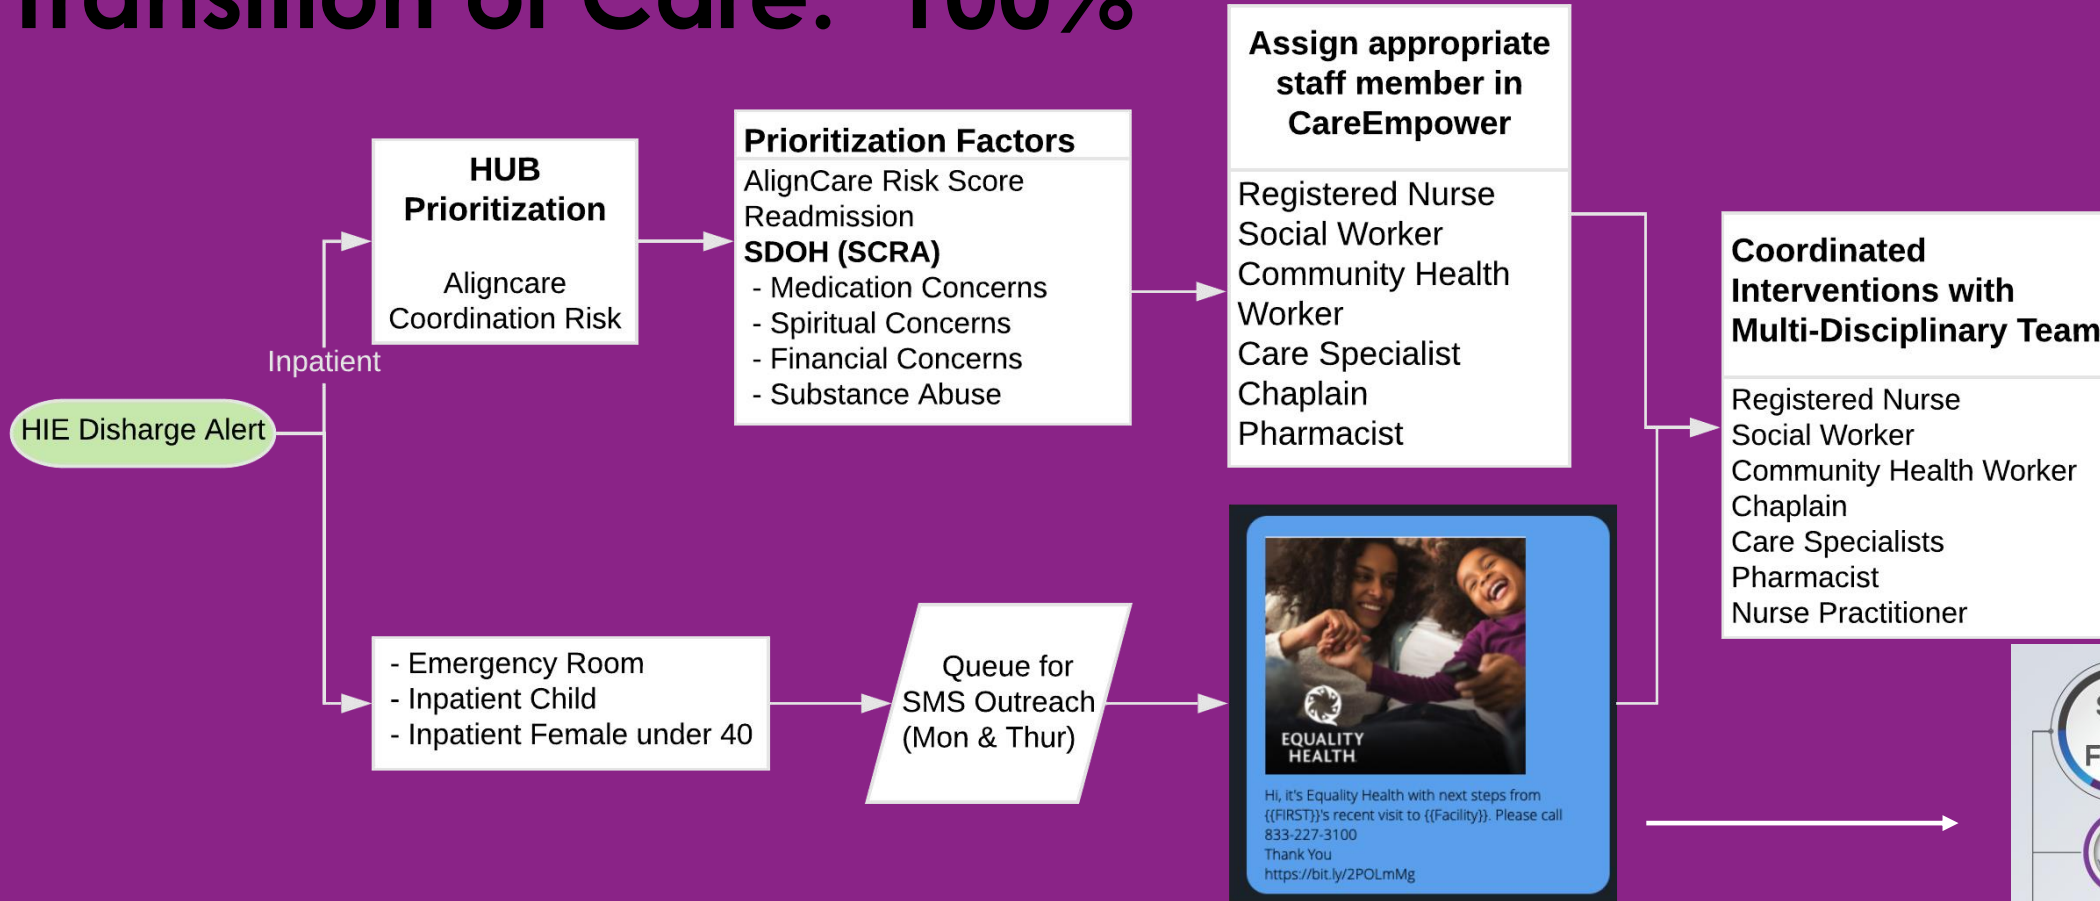 Transition of Care: 100%
HIE Disharge Alert
Inpatient
HUB
Prioritization
Aligncare
Coordination Risk
Prioritization Factors
AlignCare Risk Score
Readmission
SDOH (SCRA)
- Medication Concerns
- Spiritual Concerns
- Financial Concerns
- Substance Abuse
Assign appropriate
staff member in
CareEmpower
Registered Nurse
Social Worker
Community Health
Worker
Care Specialist
Chaplain
Pharmacist
Coordinated
Interventions with
Multi-Disciplinary Team
Registered Nurse
Social Worker
Community Health Worker
Chaplain
Care Specialists
Pharmacist
Nurse Practitioner
- Emergency Room
- Inpatient Child
- Inpatient Female under 40
Queue for
SMS Outreach
(Mon & Thur)
EQUALITY
HEALTH
Hi, it's Equality Health with next steps from
{{FIRST}}'s recent visit to {{Facility}}. Please call
833-227-3100
Thank You
https://bit.ly/2POLmMg